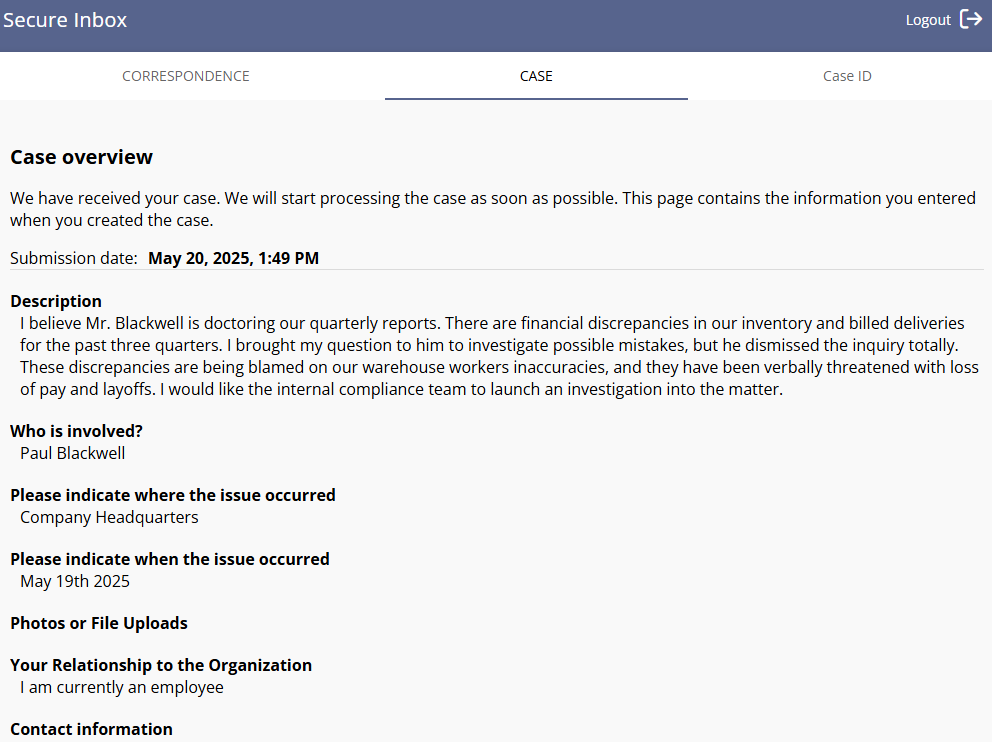 Secure Inbox
Logout
CORRESPONDENCE
CASE
Case ID
Case overview
We have received your case. We will start processing the case as soon as possible. This page contains the information you entered
when you created the case.
Submission date: May 20, 2025, 1:49 PM
Description
I believe Mr. Blackwell is doctoring our quarterly reports. There are financial discrepancies in our inventory and billed deliveries
for the past three quarters. I brought my question to him to investigate possible mistakes, but he dismissed the inquiry totally.
These discrepancies are being blamed on our warehouse workers inaccuracies, and they have been verbally threatened with loss
of pay and layoffs. I would like the internal compliance team to launch an investigation into the matter.
Who is involved?
Paul Blackwell
Please indicate where the issue occurred
Company Headquarters
Please indicate when the issue occurred
May 19th 2025
Photos or File Uploads
Your Relationship to the Organization
I am currently an employee
Contact information